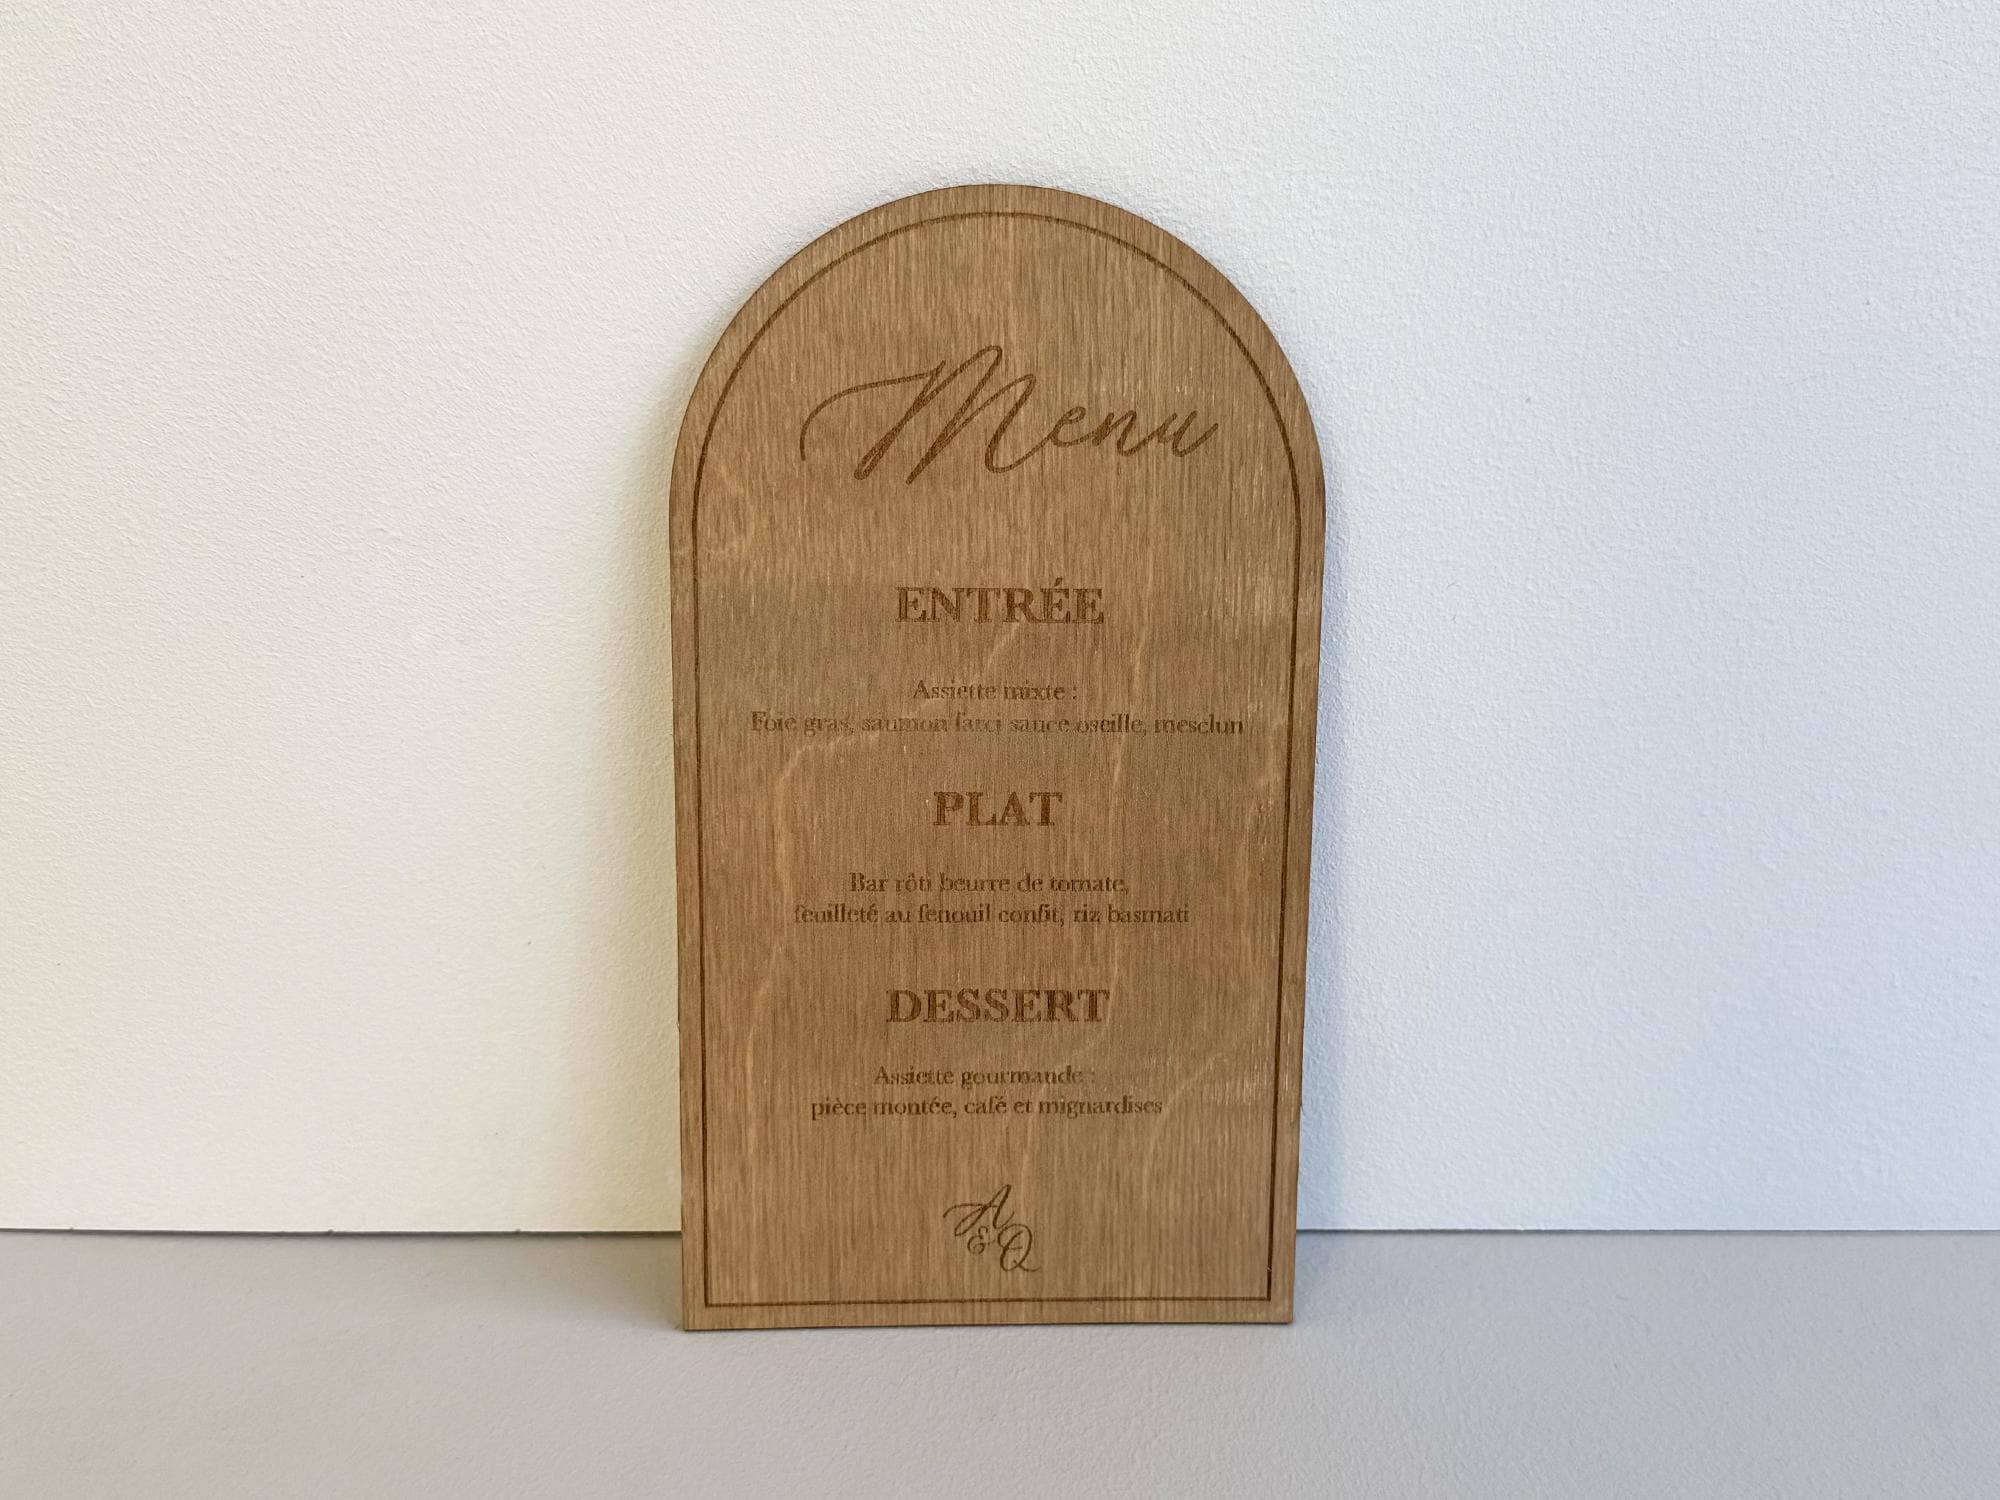 Menu
ENTRÉE
Assiette mixte :
Foie gras, saumon farci sauce oseille, mesclun
PLAT
Bar rôti beurre de tomate,
feuilleté au fenouil confit, riz basmati
DESSERT
Assiette gourmande :
pièce montée, café et mignardises
A
&
Q